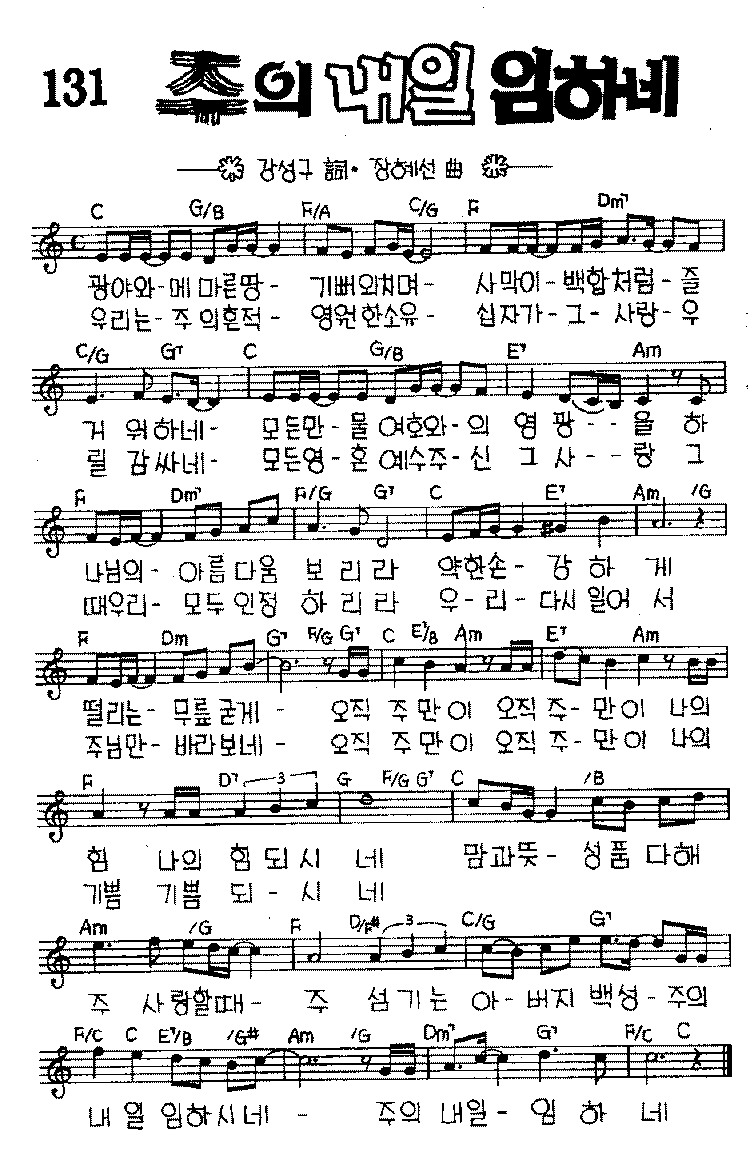 131 주의 내일 임하네
강성구 詞· 장혜선 曲
C G/B F/A C/G F Dm7
광야와-메마른땅- 기뻐외치며- 사막이-백합처럼-즐
우리는-주의흔적- 영원한소유- 십자가-그-사랑-우
C/G G7 C G/B E7 Am
거 워하네- 모든만-물여호와-의 영 광--을 하
릴 감싸네- 모든영-혼예수주-신 그 사--랑 그
F Dm7 F/G G7 C E7 Am /G
나님의-아름다움 보 리 라 약한손- 강 하 게
때우리-모두인정 하 리 라 우-리-다시일어 서
F Dm G7 F/G G7 C E7/B Am E7 Am
떨리는-무릎굳게- 오직 주만이 오직주-만이 나의
주님만-바라보네- 오직 주만이 오직주-만이 나의
F D7 3 G F/G G7 C /B
힘 나의 힘되시 네 맘과뜻-성품다해
기쁨 기쁨 되-시 네
Am /G F D/F# 3 C/G G7
주 사랑할때- 주 섬기는 아-버지백성-주의
F/C C E7/B /G# Am /G Dm7 G7 F/C C
내일 임하시네- 주의 내일-임 하 네